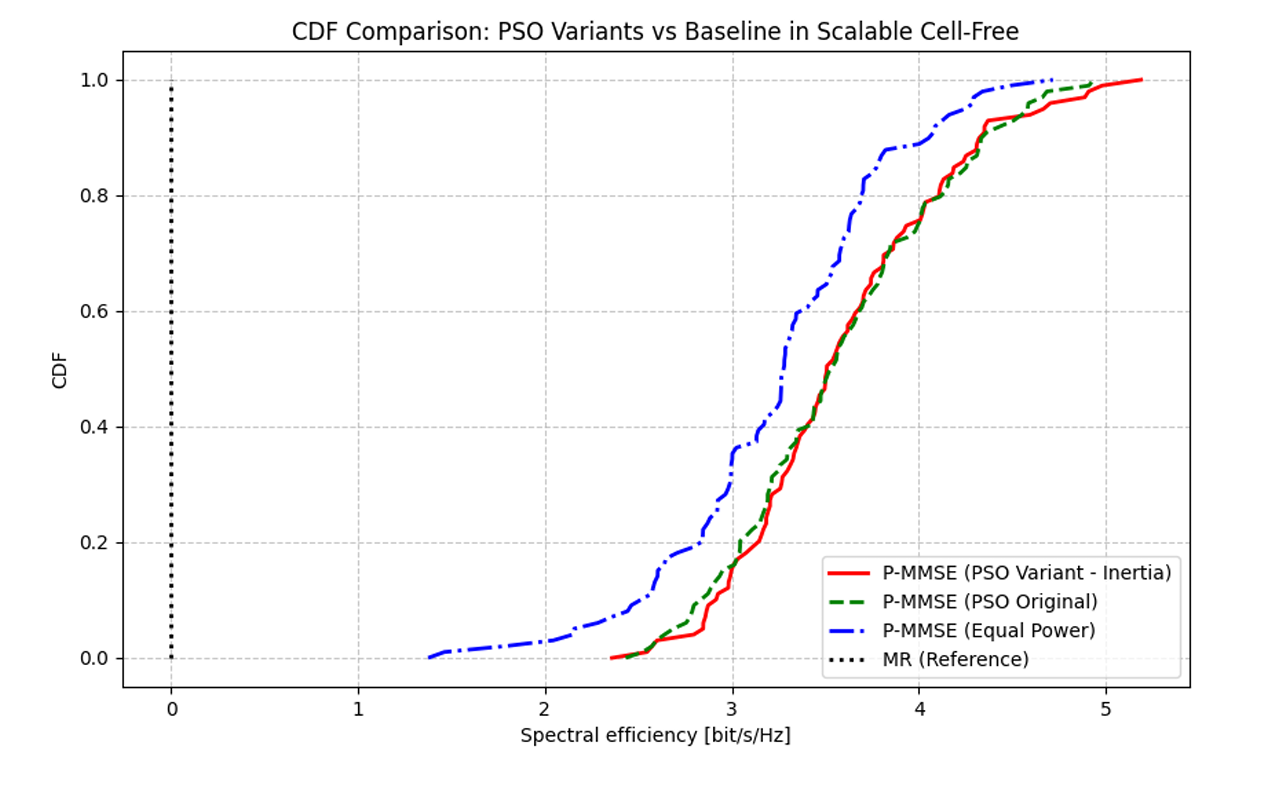 CDF Comparison: PSO Variants vs Baseline in Scalable Cell-Free
CDF
1.0
0.8
0.6
0.4
0.2
0.0
0 1 2 3 4 5
Spectral efficiency [bit/s/Hz]
P-MMSE (PSO Variant - Inertia)
P-MMSE (PSO Original)
P-MMSE (Equal Power)
MR (Reference)